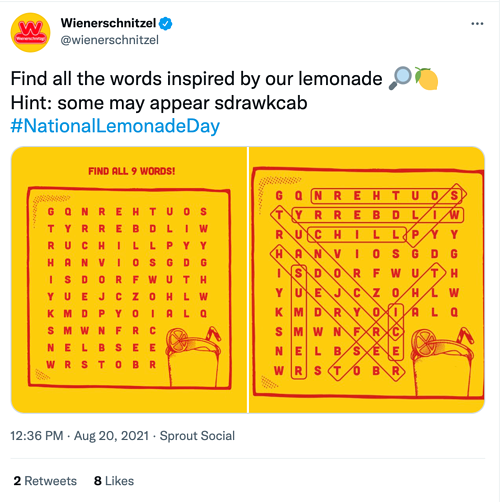 Wienerschnitzel
@wienerschnitzel
Find all the words inspired by our lemonade
Hint: some may appear sdrawkcab
#NationalLemonadeDay
FIND ALL 9 WORDS!
G Q N R E H T U O S
T Y R R E B D L I W
R U C H I L L P Y Y
H A N V I O S G D G
I S D O R F W U T H
Y U E J C Z O H L W
K M D P Y O I A L Q
S M W N F R C
N E L B S E E
W R S T O B R
G Q N R E H T U O S
T Y R R E B D L I W
R U C H I L L P Y Y
H A N V I O S G D G
I S D O R F W U T H
Y U E J C Z O H L W
K M D R Y O I A L Q
S M W N F R C
N E L B S E E
W R S T O B R
12:36 PM · Aug 20, 2021 · Sprout Social
2 Retweets 8 Likes